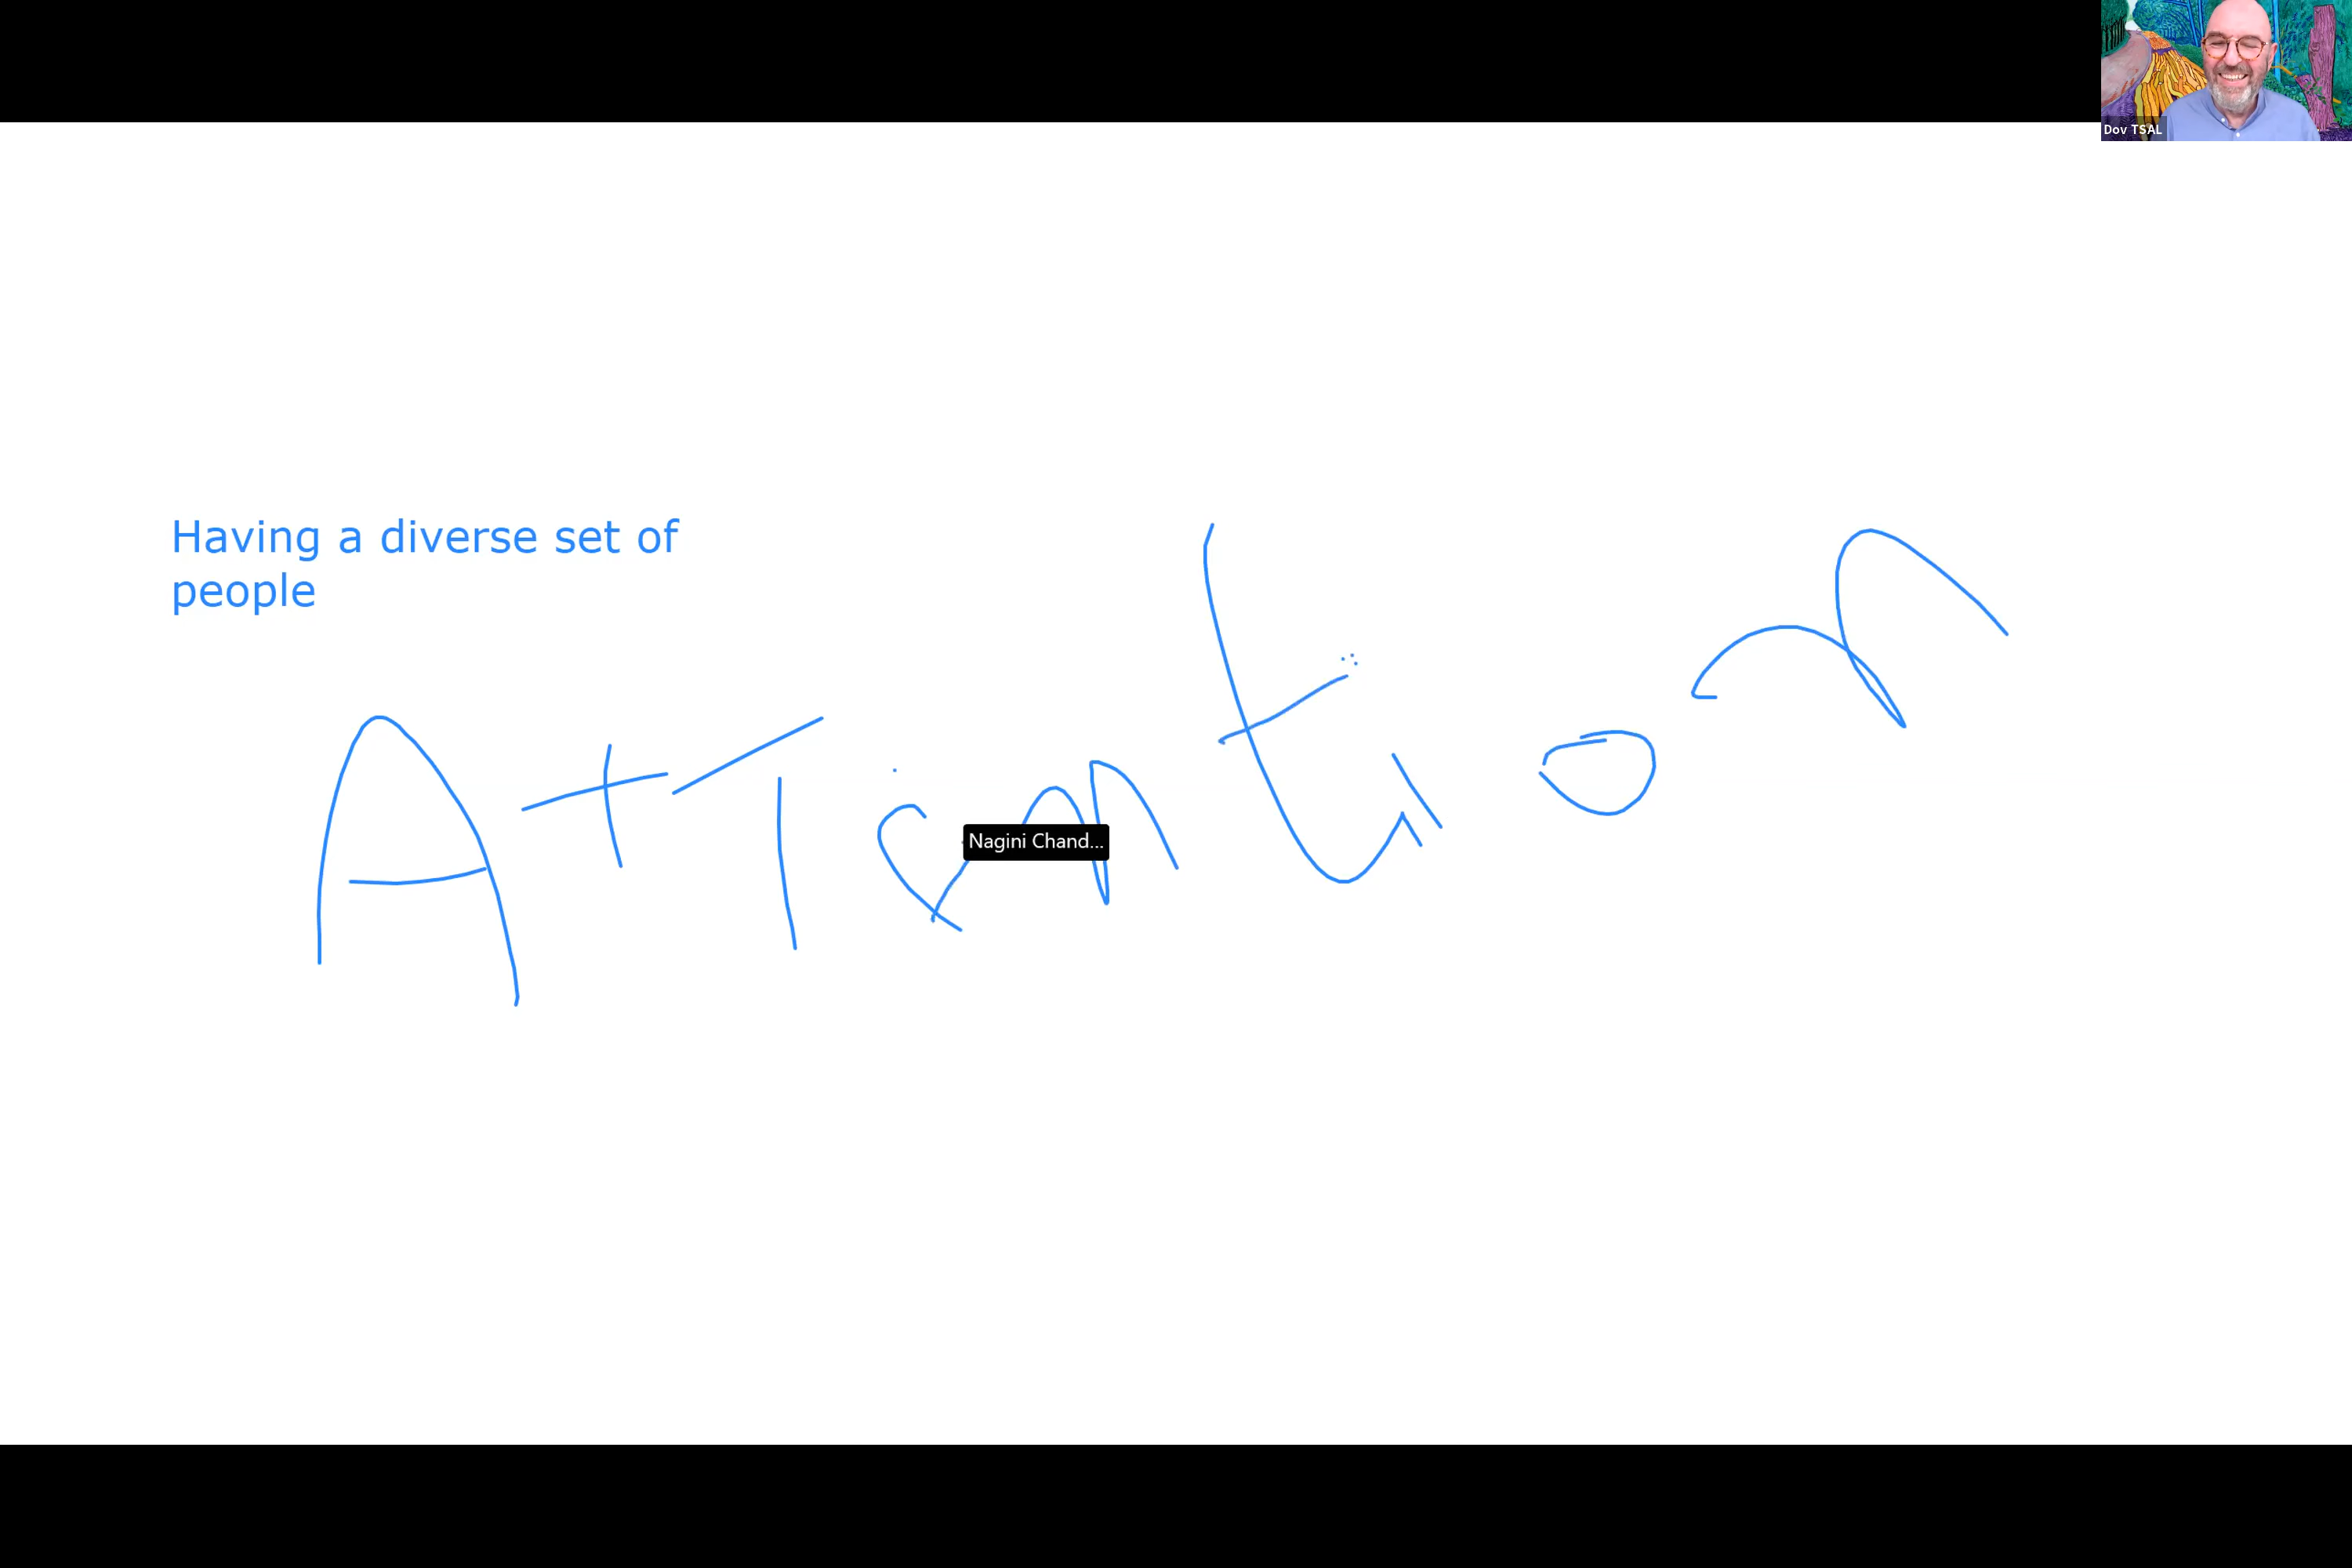 Dov TSAL
Having a diverse set of
people
Attention
Nagini Chand...